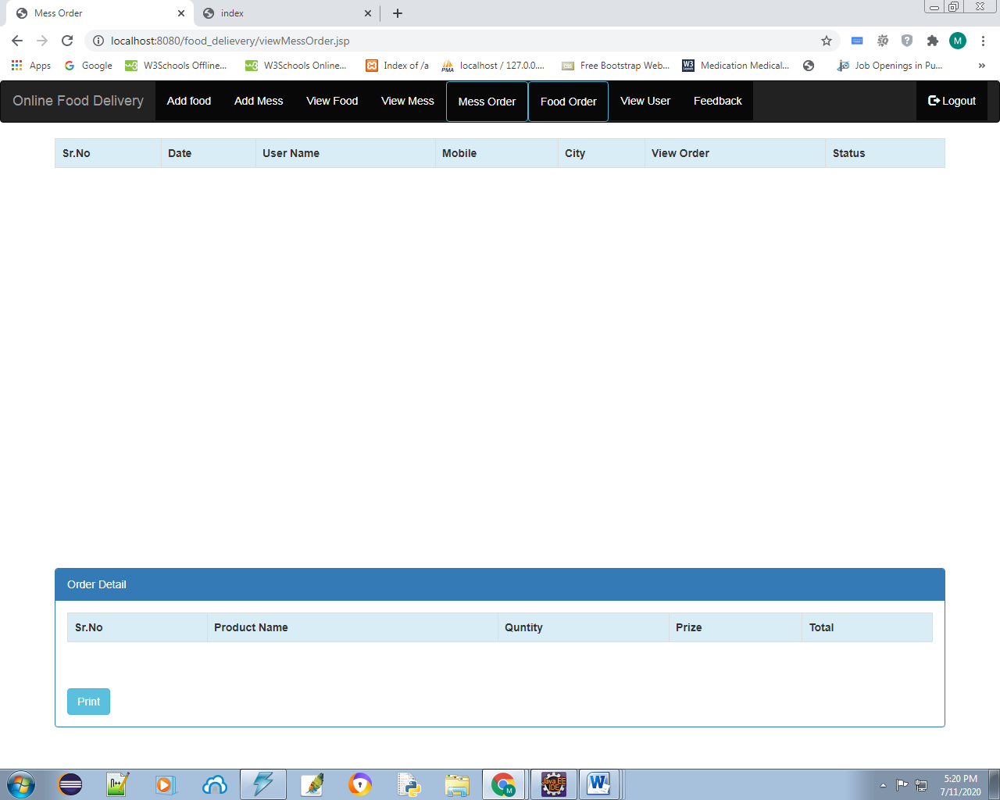 Mess Order
index
localhost:8080/food_delievery/viewMessOrder.jsp
M
Apps
Google
W3Schools Offline...
W3Schools Online...
Index of /a
localhost / 127.0.0....
Free Bootstrap Web...
Medication Medical...
Job Openings in Pu...
»
Online Food Delivery
Add food
Add Mess
View Food
View Mess
Mess Order
Food Order
View User
Feedback
Logout
Sr.No
Date
User Name
Mobile
City
View Order
Status
Order Detail
Sr.No
Product Name
Quntity
Prize
Total
Print
5:20 PM
7/11/2020